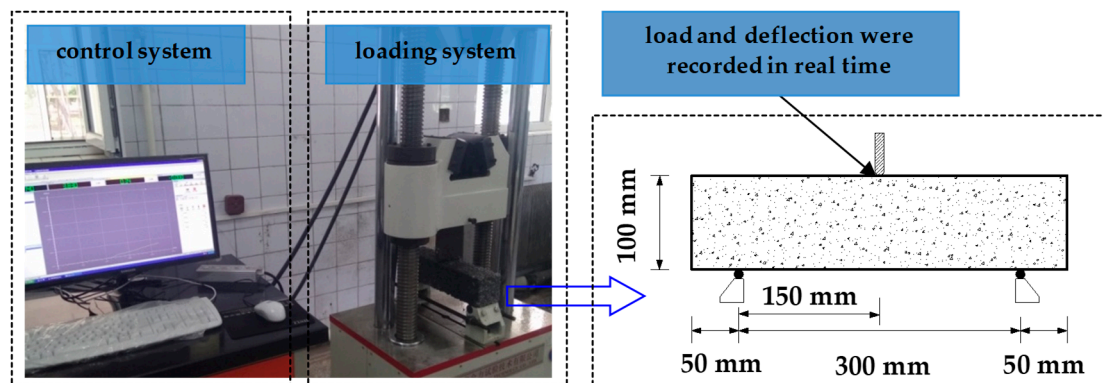 control system
loading system
load and deflection were
recorded in real time
100 mm
150 mm
50 mm
300 mm
50 mm